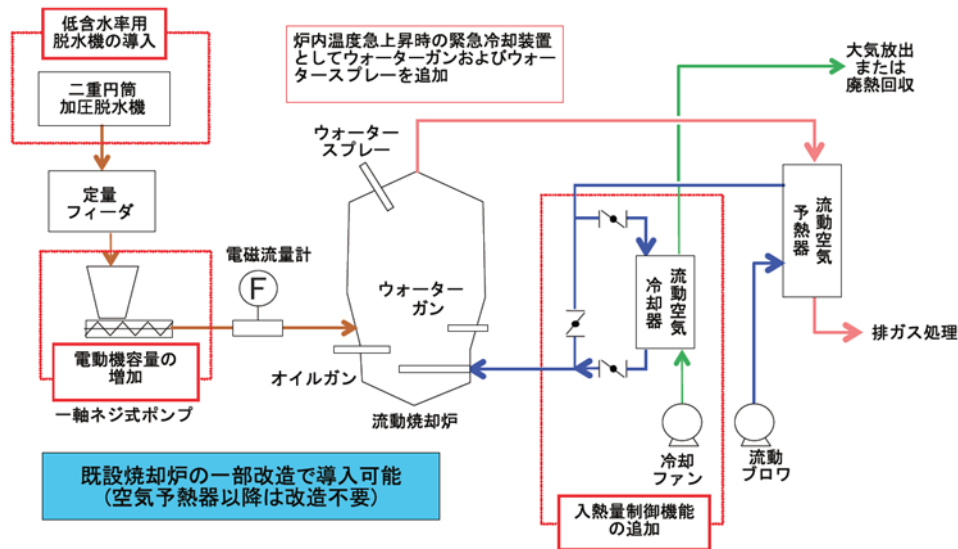 低含水率用
脱水機の導入
二重円筒
加圧脱水機
定量
フィーダ
電動機容量の
増加
一軸ネジ式ポンプ
電磁流量計
F
炉内温度急上昇時の緊急冷却装置
としてウォーターガンおよびウォー
タースプレーを追加
ウォーター
スプレー
ウォーター
ガン
オイルガン
流動焼却炉
大気放出
または
廃熱回収
流動空気
予熱器
流動空気
冷却器
排ガス処理
冷却
ファン
流動
ブロワ
入熱量制御機能
の追加
既設焼却炉の一部改造で導入可能
(空気予熱器以降は改造不要)